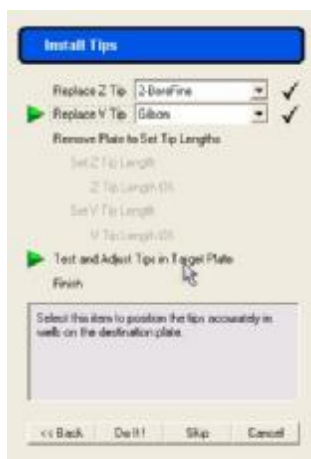 Install Tips
Replace Z Tip 2-BoreFine
Replace V Tip Gilson
Remove Plate to Set Tip Lengths
Set Z Tip Length
Z Tip Length OK
Set V Tip Length
V Tip Length OK
Test and Adjust Tips in Target Plate
Finish
Select this item to position the tips accurately in
wells on the destination plate.
<< Back Do It! Skip Cancel